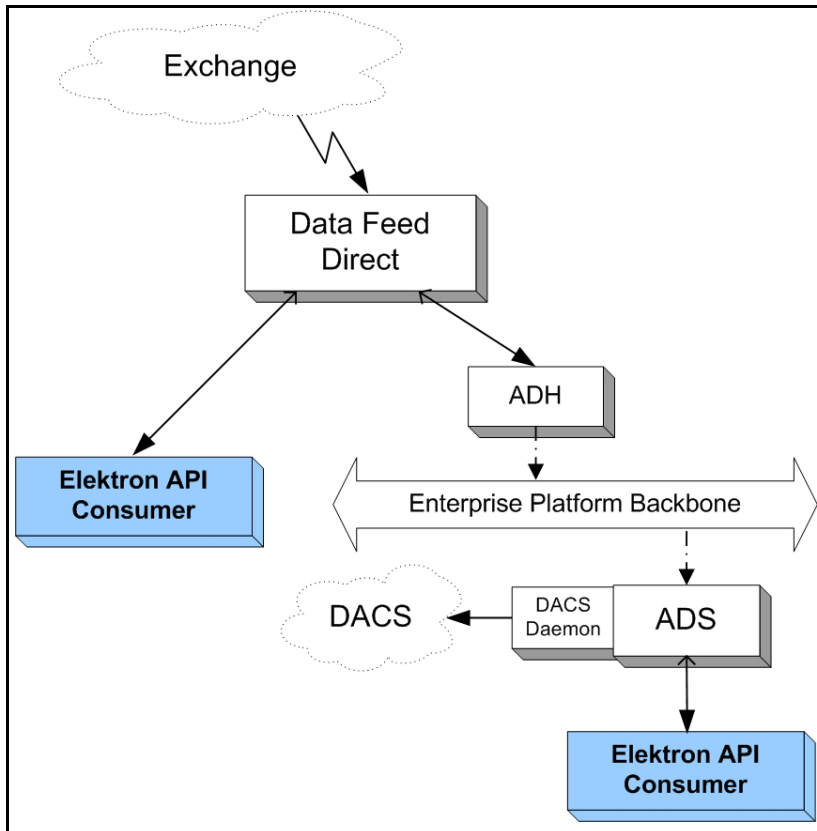 Exchange
Data Feed
Direct
ADH
Elektron API
Consumer
Enterprise Platform Backbone
DACS
DACS
Daemon
ADS
Elektron API
Consumer